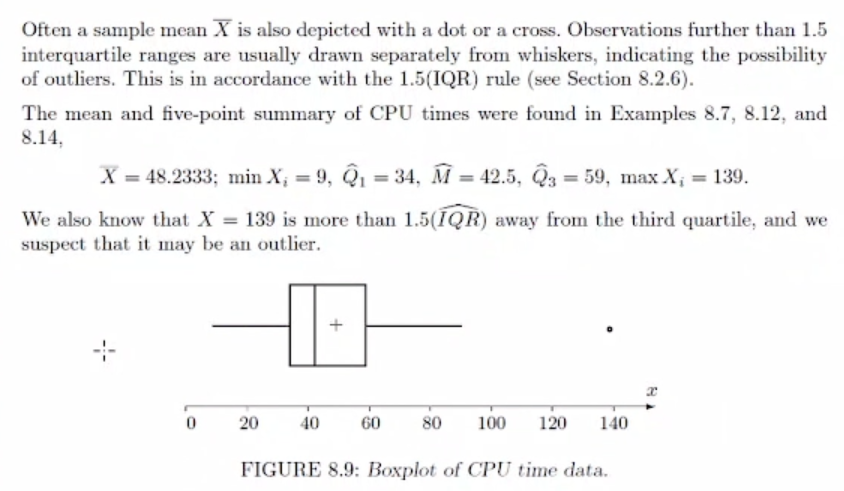 Often a sample mean X̅ is also depicted with a dot or a cross. Observations further than 1.5
interquartile ranges are usually drawn separately from whiskers, indicating the possibility
of outliers. This is in accordance with the 1.5(IQR) rule (see Section 8.2.6).
The mean and five-point summary of CPU times were found in Examples 8.7, 8.12, and
8.14,
X̅ = 48.2333; min Xᵢ = 9, Q̂₁ = 34, M̂ = 42.5, Q̂₃ = 59, max Xᵢ = 139.
We also know that X = 139 is more than 1.5(I͡QR) away from the third quartile, and we
suspect that it may be an outlier.
x
0 20 40 60 80 100 120 140
FIGURE 8.9: Boxplot of CPU time data.